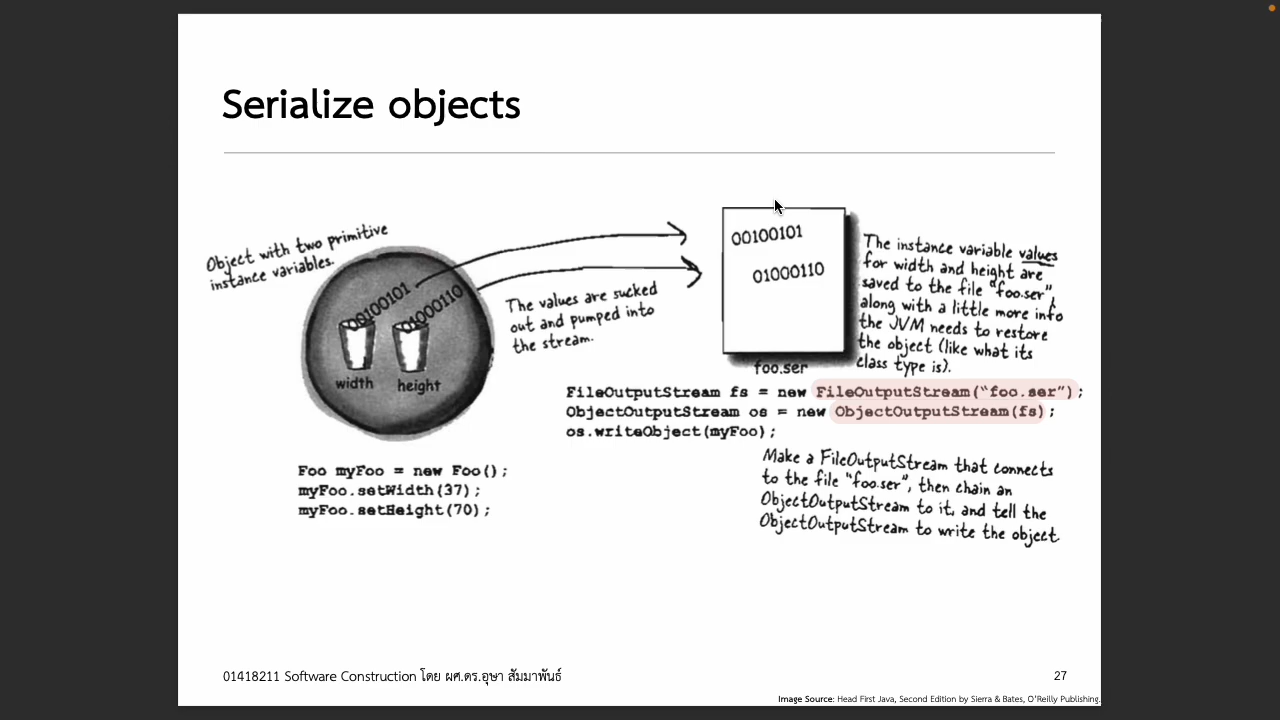 Serialize objects
Object with two primitive
instance variables.
00100101
01000110
width
height
The values are sucked
out and pumped into
the stream.
00100101
01000110
foo.ser
The instance variable values
for width and height are
saved to the file "foo.ser",
along with a little more info
the JVM needs to restore
the object (like what its
class type is).
FileOutputStream fs = new FileOutputStream("foo.ser");
ObjectOutputStream os = new ObjectOutputStream(fs);
os.writeObject(myFoo);
Foo myFoo = new Foo();
myFoo.setWidth(37);
myFoo.setHeight(70);
Make a FileOutputStream that connects
to the file "foo.ser", then chain an
ObjectOutputStream to it, and tell the
ObjectOutputStream to write the object.
01418211 Software Construction โดย ผศ.ดร.อุษา สัมมาพันธ์
27
Image Source: Head First Java, Second Edition by Sierra & Bates, O'Reilly Publishing.